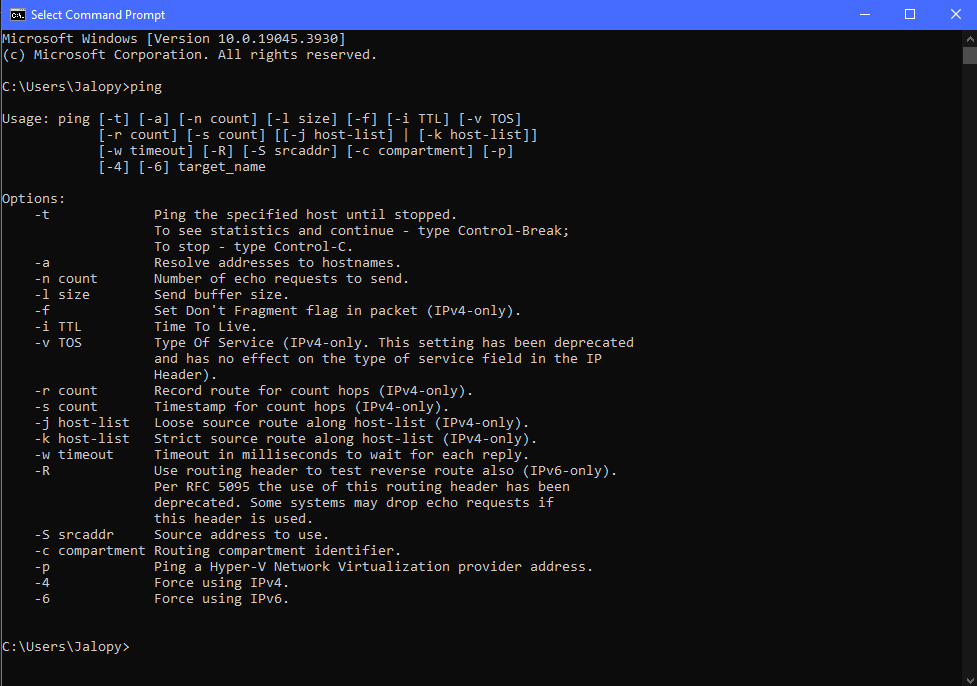 Select Command Prompt
Microsoft Windows [Version 10.0.19045.3930]
(c) Microsoft Corporation. All rights reserved.
C:\Users\Jalopy>ping
Usage: ping [-t] [-a] [-n count] [-l size] [-f] [-i TTL] [-v TOS]
            [-r count] [-s count] [[-j host-list] | [-k host-list]]
            [-w timeout] [-R] [-S srcaddr] [-c compartment] [-p]
            [-4] [-6] target_name
Options:
    -t             Ping the specified host until stopped.
                   To see statistics and continue - type Control-Break;
                   To stop - type Control-C.
    -a             Resolve addresses to hostnames.
    -n count       Number of echo requests to send.
    -l size        Send buffer size.
    -f             Set Don't Fragment flag in packet (IPv4-only).
    -i TTL         Time To Live.
    -v TOS         Type Of Service (IPv4-only. This setting has been deprecated
                   and has no effect on the type of service field in the IP
                   Header).
    -r count       Record route for count hops (IPv4-only).
    -s count       Timestamp for count hops (IPv4-only).
    -j host-list   Loose source route along host-list (IPv4-only).
    -k host-list   Strict source route along host-list (IPv4-only).
    -w timeout     Timeout in milliseconds to wait for each reply.
    -R             Use routing header to test reverse route also (IPv6-only).
                   Per RFC 5095 the use of this routing header has been
                   deprecated. Some systems may drop echo requests if
                   this header is used.
    -S srcaddr     Source address to use.
    -c compartment Routing compartment identifier.
    -p             Ping a Hyper-V Network Virtualization provider address.
    -4             Force using IPv4.
    -6             Force using IPv6.
C:\Users\Jalopy>